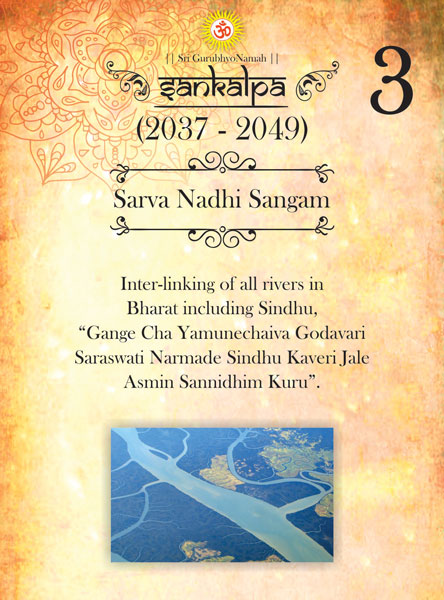 ॐ
|| Sri GurubhyoNamah ||
3
sankalpa
(2037 - 2049)
Sarva Nadhi Sangam
Inter-linking of all rivers in
Bharat including Sindhu,
“Gange Cha Yamunechaiva Godavari
Saraswati Narmade Sindhu Kaveri Jale
Asmin Sannidhim Kuru”.